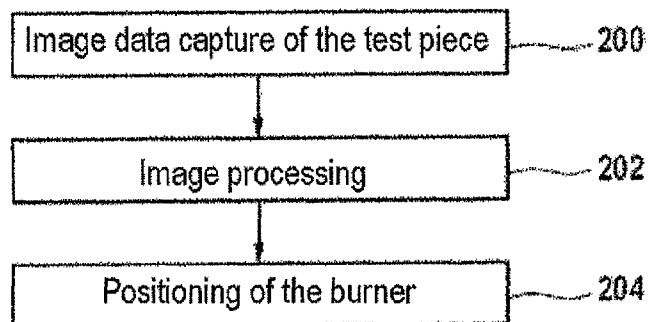 Image data capture of the test piece 200
Image processing 202
Positioning of the burner 204